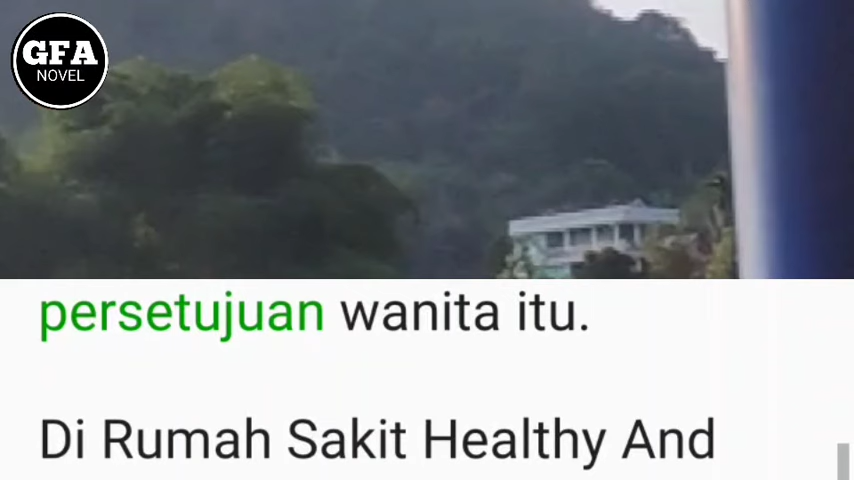 GFA
NOVEL
persetujuan wanita itu.
Di Rumah Sakit Healthy And